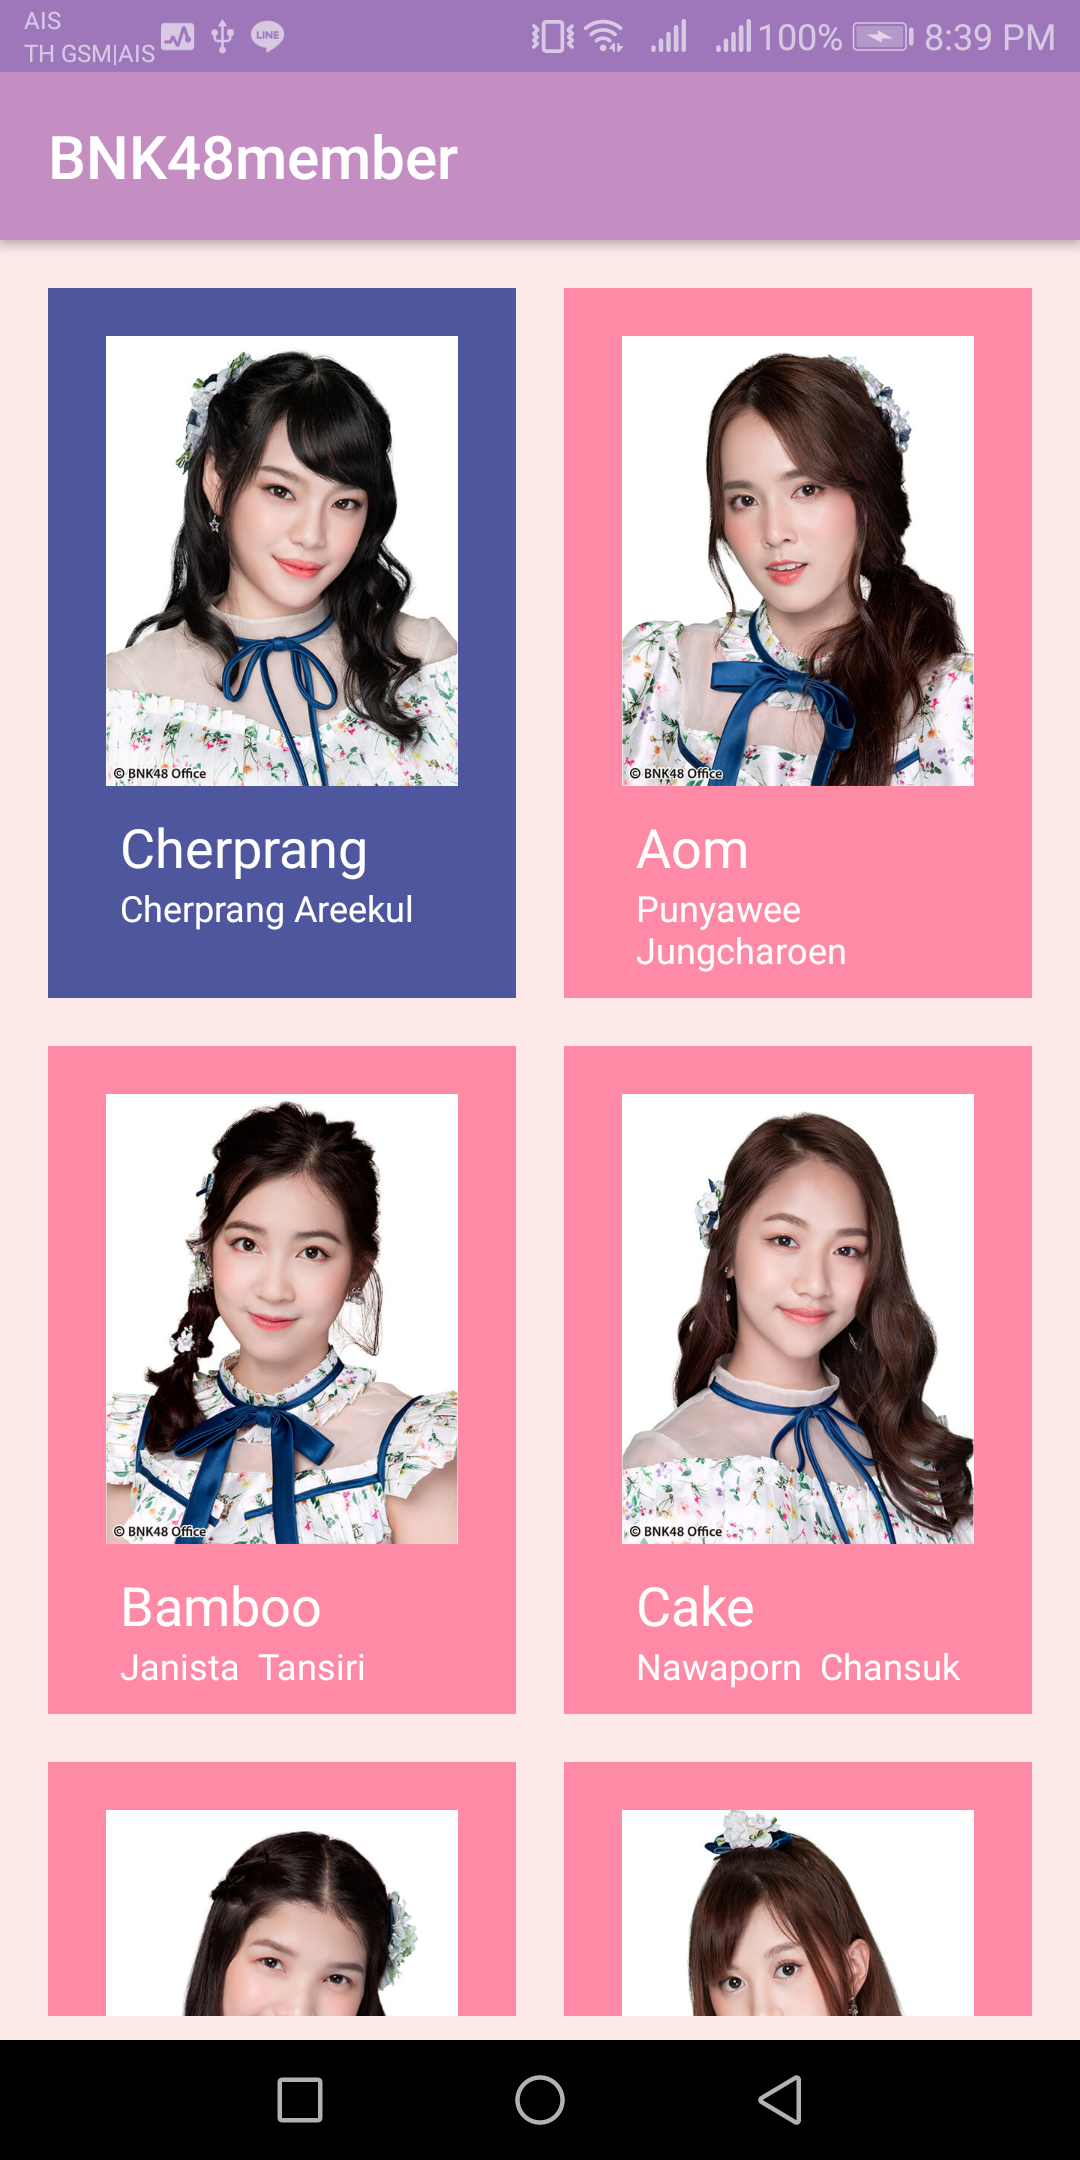 AIS
TH GSM|AIS
LINE
100% 8:39 PM
BNK48member
© BNK48 Office
Cherprang
Cherprang Areekul
© BNK48 Office
Aom
Punyawee
Jungcharoen
© BNK48 Office
Bamboo
Janista  Tansiri
© BNK48 Office
Cake
Nawaporn  Chansuk